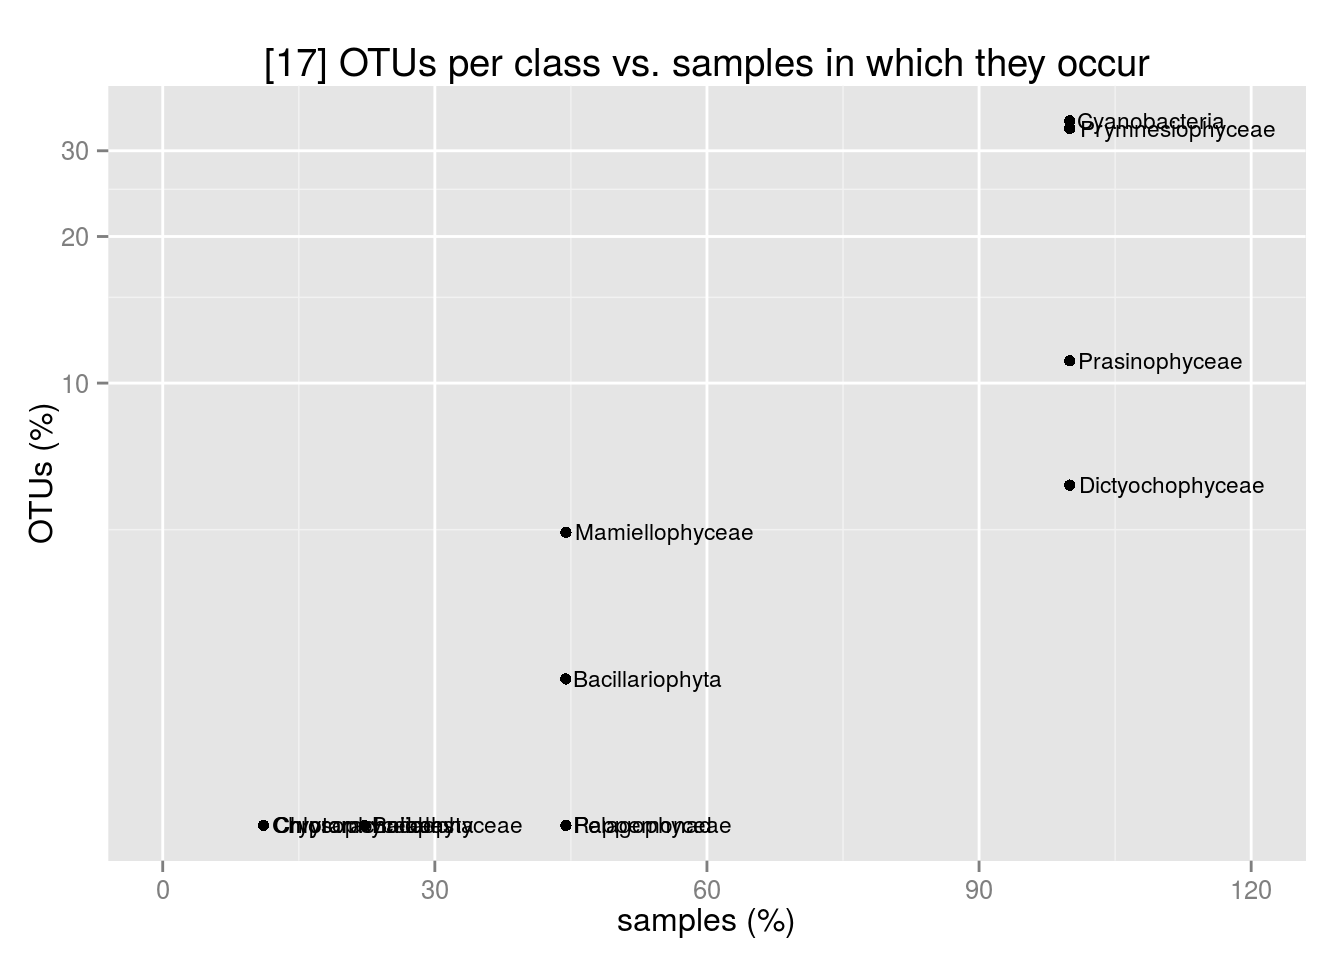 [17] OTUs per class vs. samples in which they occur
OTUs (%)
30
20
10
Cyanobacteria
Prymnesiophyceae
Prasinophyceae
Dictyochophyceae
Mamiellophyceae
Bacillariophyta
0
30
60
90
120
samples (%)